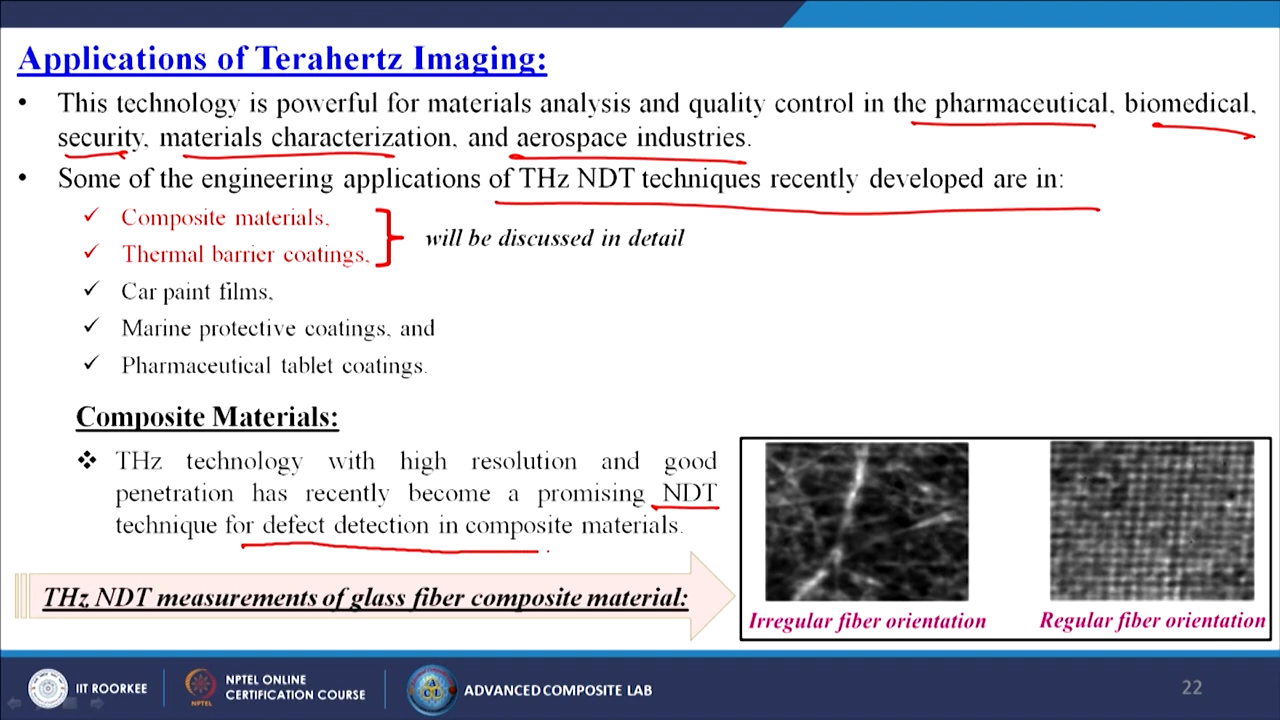 Applications of Terahertz Imaging:
• This technology is powerful for materials analysis and quality control in the pharmaceutical, biomedical,
security, materials characterization, and aerospace industries.
• Some of the engineering applications of THz NDT techniques recently developed are in:
✓ Composite materials,
✓ Thermal barrier coatings,
will be discussed in detail
✓ Car paint films,
✓ Marine protective coatings, and
✓ Pharmaceutical tablet coatings.
Composite Materials:
❖ THz technology with high resolution and good
penetration has recently become a promising NDT
technique for defect detection in composite materials.
THz NDT measurements of glass fiber composite material:
Irregular fiber orientation
Regular fiber orientation
IIT ROORKEE
NPTEL ONLINE
CERTIFICATION COURSE
NPTEL
ACL
ADVANCED COMPOSITE LAB
22